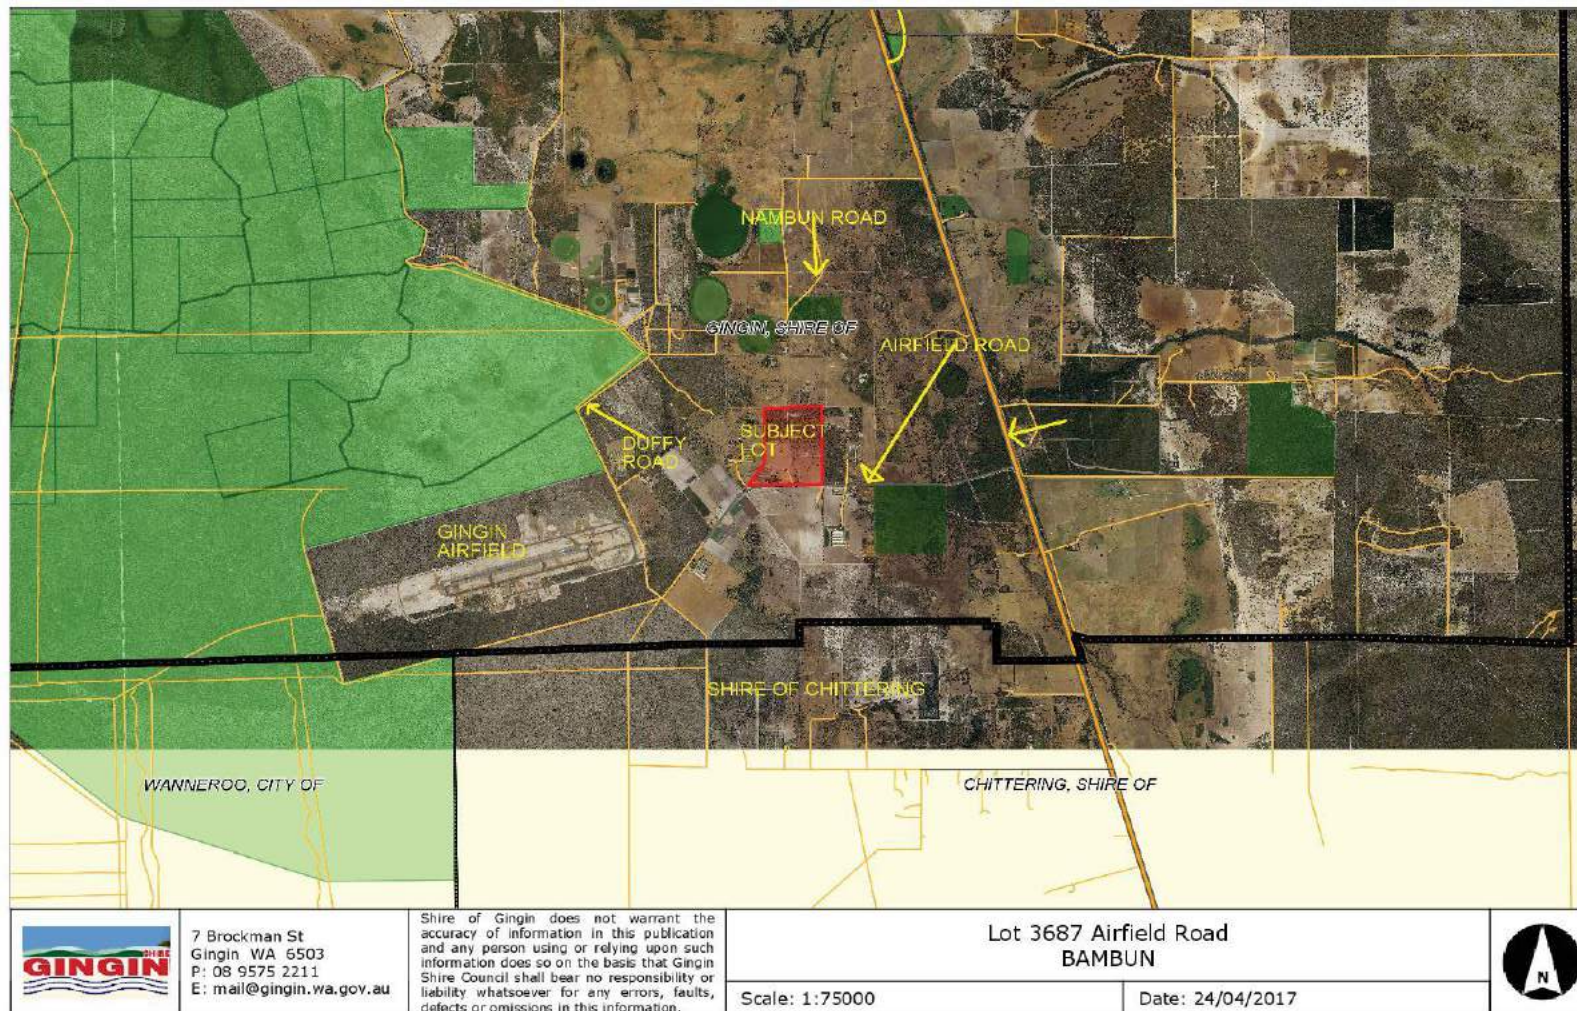 NAMBUN ROAD
GINGIN, SHIRE OF
AIRFIELD ROAD
SUBJECT
LOT
DUFFY
ROAD
GINGIN
AIRFIELD
SHIRE OF CHITTERING
WANNEROO, CITY OF
CHITTERING, SHIRE OF
SHIRE
GINGIN
7 Brockman St
Gingin WA 6503
P: 08 9575 2211
E: mail@gingin.wa.gov.au
Shire of Gingin does not warrant the
accuracy of information in this publication
and any person using or relying upon such
information does so on the basis that Gingin
Shire Council shall bear no responsibility or
liability whatsoever for any errors, faults,
defects or omissions in this information.
Lot 3687 Airfield Road
BAMBUN
Scale: 1:75000
Date: 24/04/2017
N